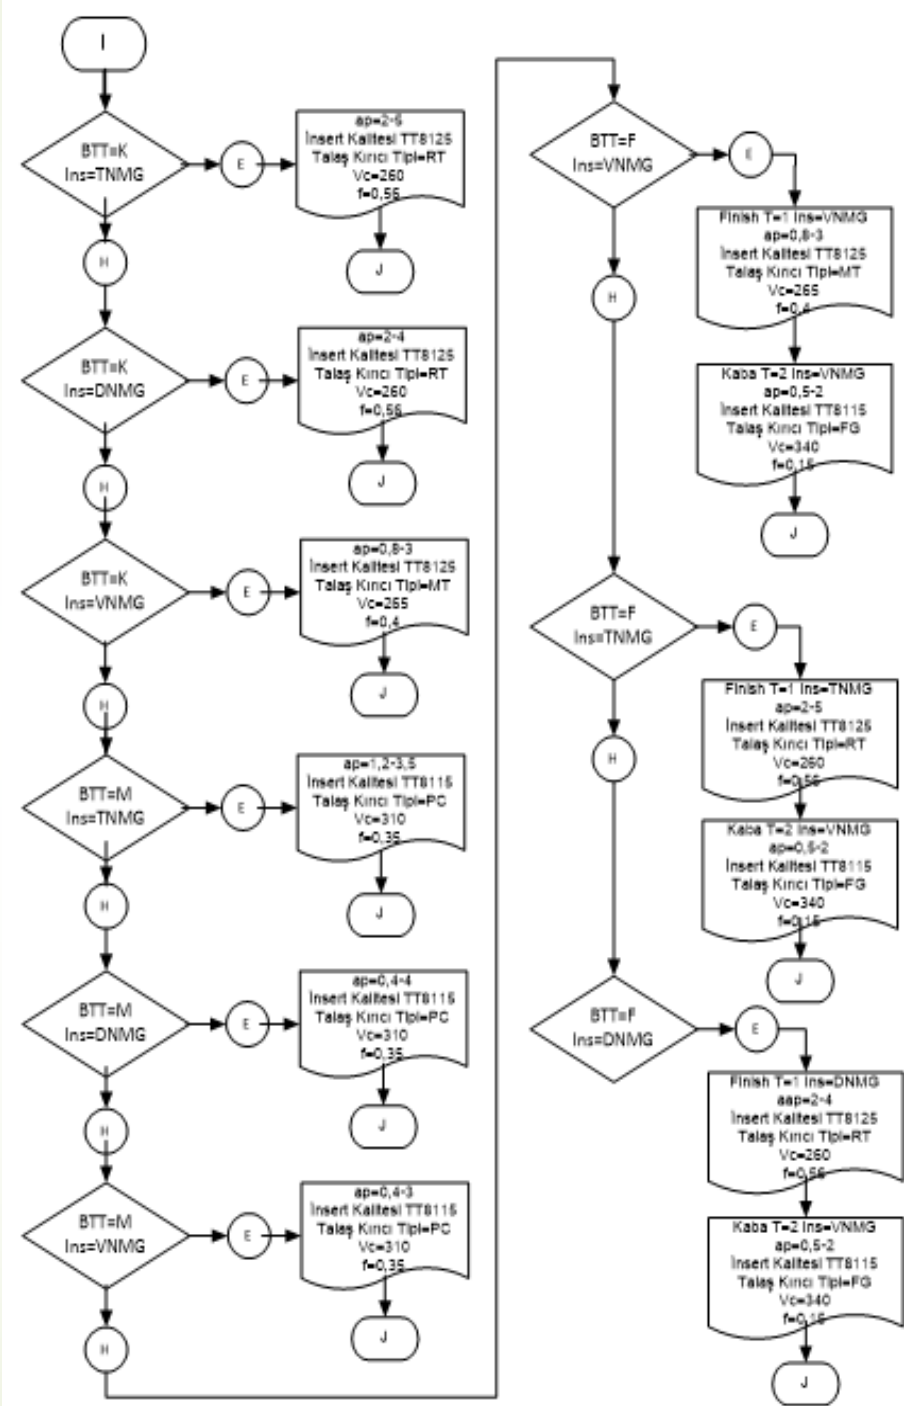 I
BTT=K
Ins=TNMG
E
ap=2-5
İnsert Kalitesi TT8125
Talaş Kırıcı Tipi=RT
Vc=260
f=0,56
J
H
BTT=K
Ins=DNMG
E
ap=2-4
İnsert Kalitesi TT8125
Talaş Kırıcı Tipi=RT
Vc=260
f=0,56
J
H
BTT=K
Ins=VNMG
E
ap=0,8-3
İnsert Kalitesi TT8125
Talaş Kırıcı Tipi=MT
Vc=265
f=0,4
J
H
BTT=M
Ins=TNMG
E
ap=1,2-3,5
İnsert Kalitesi TT8115
Talaş Kırıcı Tipi=PC
Vc=310
f=0,35
J
H
BTT=M
Ins=DNMG
E
ap=0,4-4
İnsert Kalitesi TT8115
Talaş Kırıcı Tipi=PC
Vc=310
f=0,35
J
H
BTT=M
Ins=VNMG
E
ap=0,4-3
İnsert Kalitesi TT8115
Talaş Kırıcı Tipi=PC
Vc=310
f=0,35
J
H
BTT=F
Ins=VNMG
E
Finish T=1 Ins=VNMG
ap=0,8-3
İnsert Kalitesi TT8125
Talaş Kırıcı Tipi=MT
Vc=265
f=0,4
Kaba T=2 Ins=VNMG
ap=0,5-2
İnsert Kalitesi TT8115
Talaş Kırıcı Tipi=FG
Vc=340
f=0,15
J
H
BTT=F
Ins=TNMG
E
Finish T=1 Ins=TNMG
ap=2-5
İnsert Kalitesi TT8125
Talaş Kırıcı Tipi=RT
Vc=260
f=0,56
Kaba T=2 Ins=VNMG
ap=0,5-2
İnsert Kalitesi TT8115
Talaş Kırıcı Tipi=FG
Vc=340
f=0,15
J
H
BTT=F
Ins=DNMG
E
Finish T=1 Ins=DNMG
aap=2-4
İnsert Kalitesi TT8125
Talaş Kırıcı Tipi=RT
Vc=260
f=0,56
Kaba T=2 Ins=VNMG
ap=0,5-2
İnsert Kalitesi TT8115
Talaş Kırıcı Tipi=FG
Vc=340
f=0,15
J